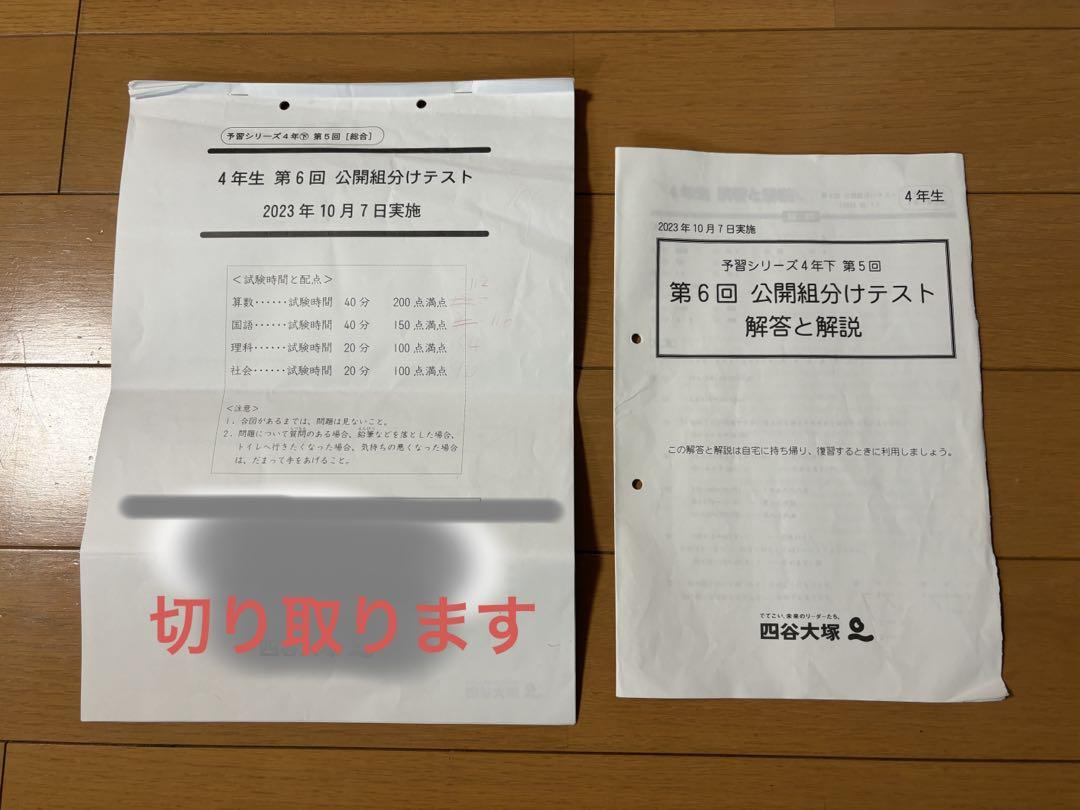 予習シリーズ4年下 第5回 [総合]
4年生 第6回 公開組分けテスト
2023年10月7日実施
<試験時間と配点>
算数‥‥‥試験時間 40分 200点満点
国語‥‥‥試験時間 40分 150点満点
理科‥‥‥試験時間 20分 100点満点
社会‥‥‥試験時間 20分 100点満点
112
110
<注意>
1.合図があるまでは、問題は見ないこと。
2.問題について質問のある場合、鉛筆などを落とした場合、
トイレへ行きたくなった場合、気持ちの悪くなった場合
は、だまって手をあげること。
切り取ります
四谷大塚
4年生
2023年10月7日実施
予習シリーズ4年下 第5回
第6回 公開組分けテスト
解答と解説
この解答と解説は自宅に持ち帰り、復習するときに利用しましょう。
でてこい、未来のリーダーたち。
四谷大塚